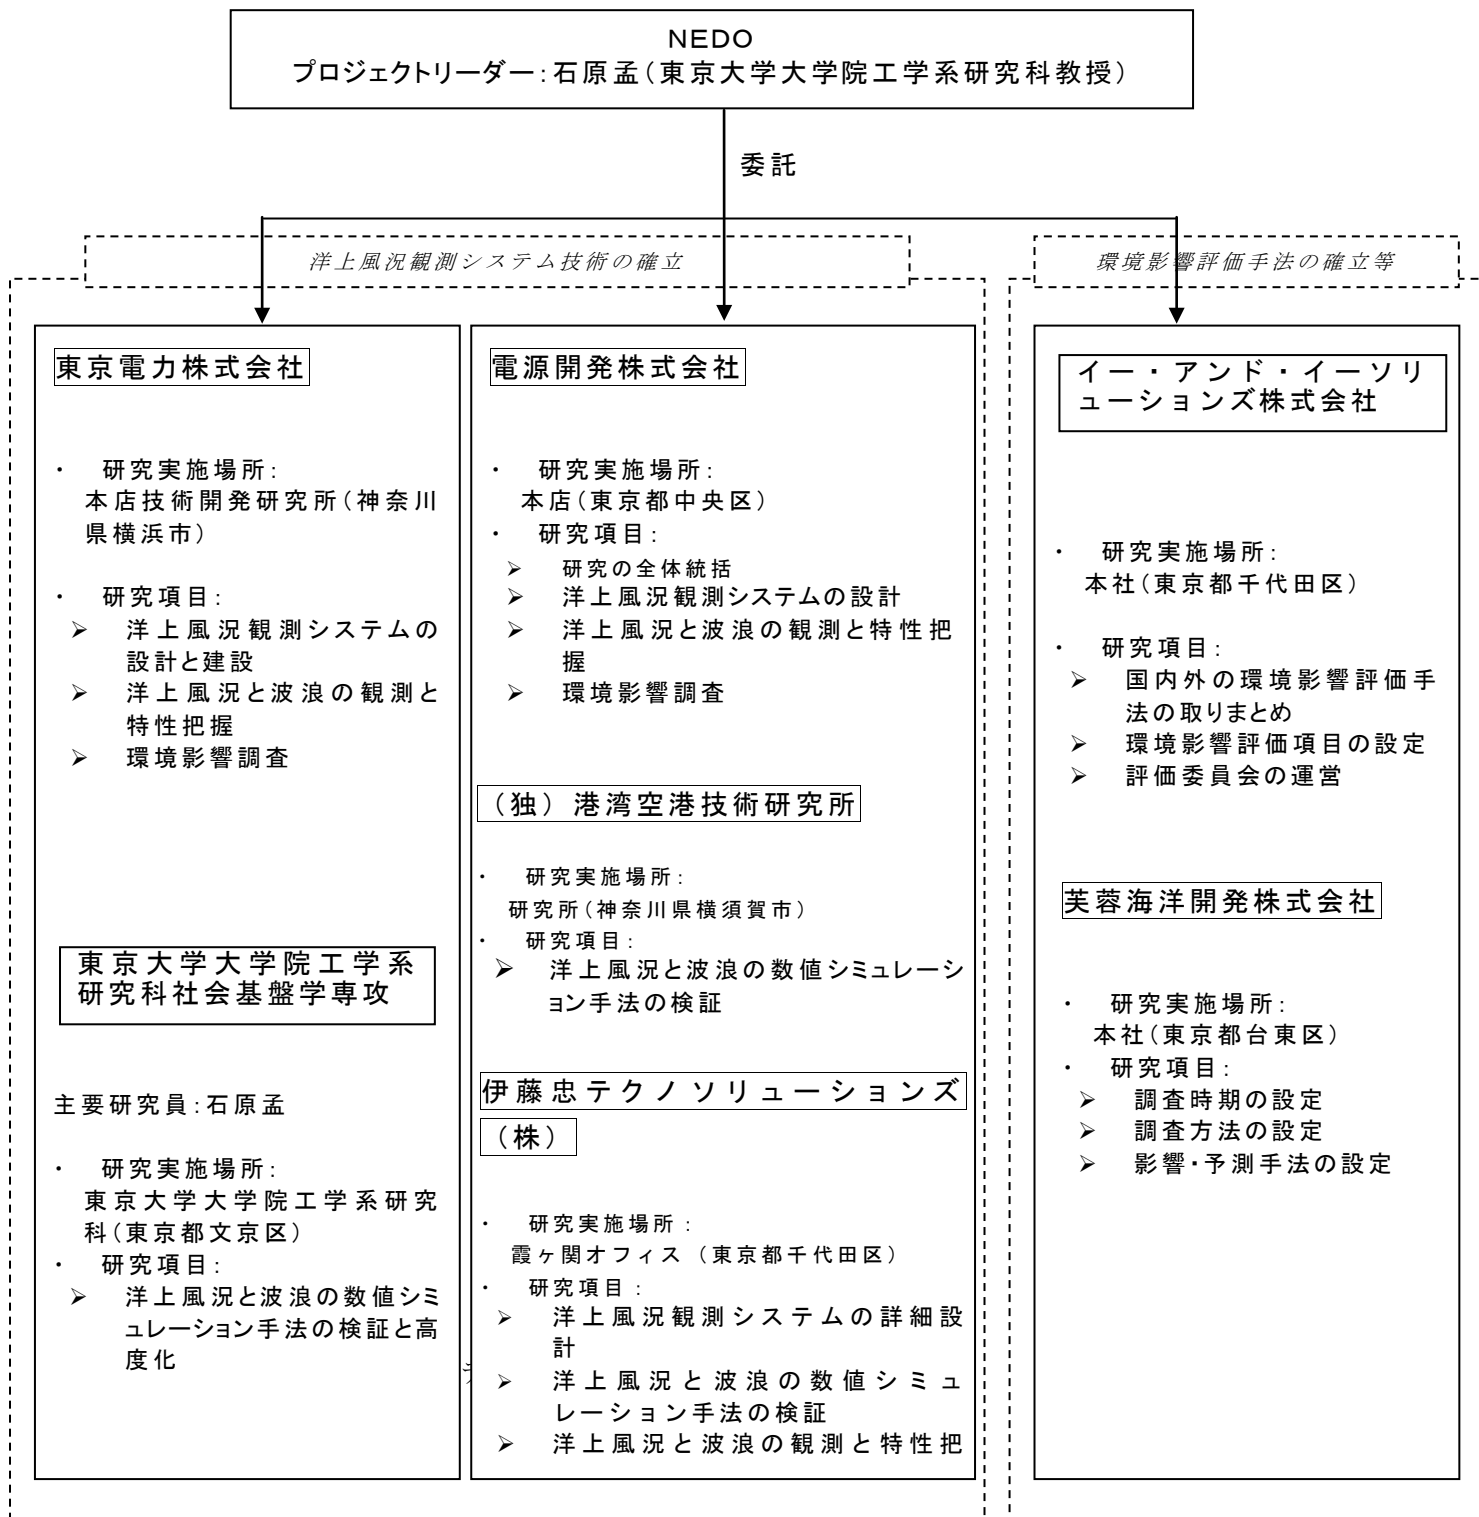 NEDO
プロジェクトリーダー：石原孟（東京大学大学院工学系研究科教授）
委託
洋上風況観測システム技術の確立
環境影響評価手法の確立等
東京電力株式会社
・ 研究実施場所：
本店技術開発研究所（神奈川
県横浜市）
・ 研究項目：
➢ 洋上風況観測システムの
設計と建設
➢ 洋上風況と波浪の観測と
特性把握
➢ 環境影響調査
東京大学大学院工学系
研究科社会基盤学専攻
主要研究員：石原孟
・ 研究実施場所：
東京大学大学院工学系研究
科（東京都文京区）
・ 研究項目：
➢ 洋上風況と波浪の数値シミ
ュレーション手法の検証と高
度化
電源開発株式会社
・ 研究実施場所：
本店（東京都中央区）
・ 研究項目：
➢ 研究の全体統括
➢ 洋上風況観測システムの設計
➢ 洋上風況と波浪の観測と特性把
握
➢ 環境影響調査
（独）港湾空港技術研究所
・ 研究実施場所：
研究所（神奈川県横須賀市）
・ 研究項目：
➢ 洋上風況と波浪の数値シミュレーシ
ョン手法の検証
伊藤忠テクノソリューションズ
（株）
・ 研究実施場所：
霞ヶ関オフィス（東京都千代田区）
・ 研究項目：
➢ 洋上風況観測システムの詳細設
計
➢ 洋上風況と波浪の数値シミュ
レーション手法の検証
➢ 洋上風況と波浪の観測と特性把
イー・アンド・イーソリ
ューションズ株式会社
・ 研究実施場所：
本社（東京都千代田区）
・ 研究項目：
➢ 国内外の環境影響評価手
法の取りまとめ
➢ 環境影響評価項目の設定
➢ 評価委員会の運営
芙蓉海洋開発株式会社
・ 研究実施場所：
本社（東京都台東区）
・ 研究項目：
➢ 調査時期の設定
➢ 調査方法の設定
➢ 影響・予測手法の設定